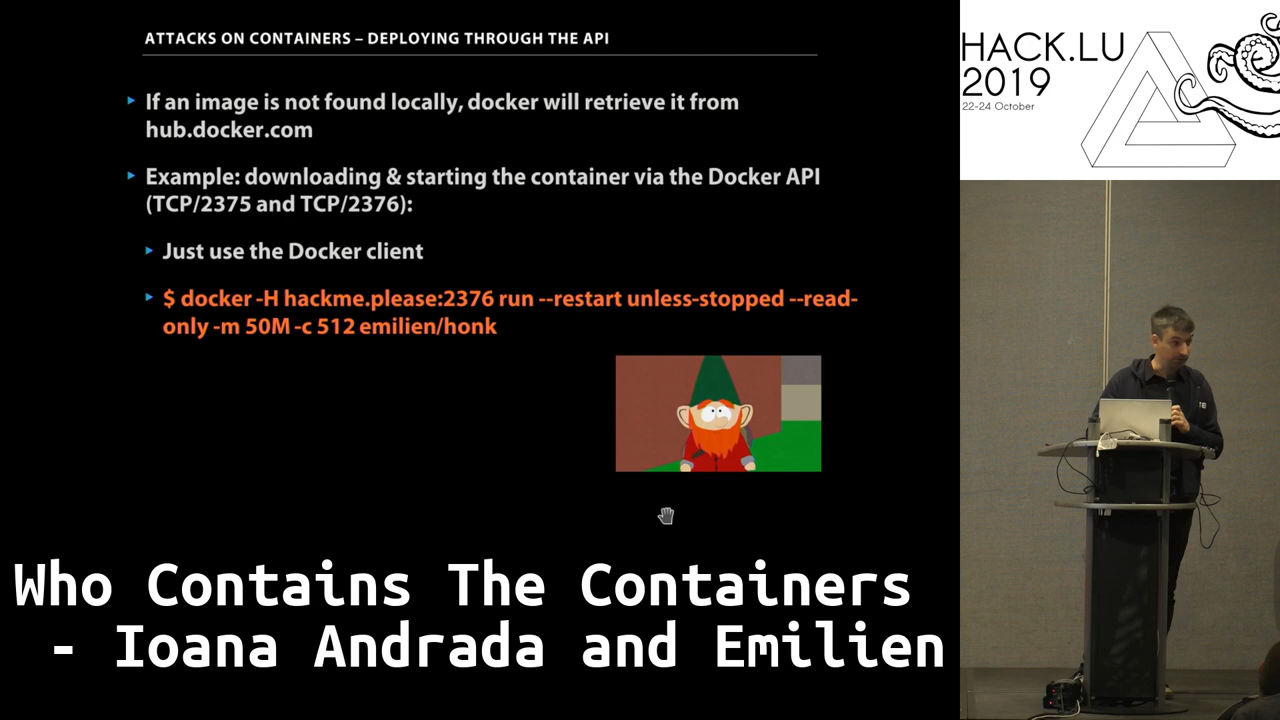 ATTACKS ON CONTAINERS – DEPLOYING THROUGH THE API
If an image is not found locally, docker will retrieve it from
hub.docker.com
Example: downloading & starting the container via the Docker API
(TCP/2375 and TCP/2376):
Just use the Docker client
$ docker -H hackme.please:2376 run --restart unless-stopped --read-
only -m 50M -c 512 emilien/honk
Who Contains The Containers
- Ioana Andrada and Emilien
HACK.LU
2019
22-24 October